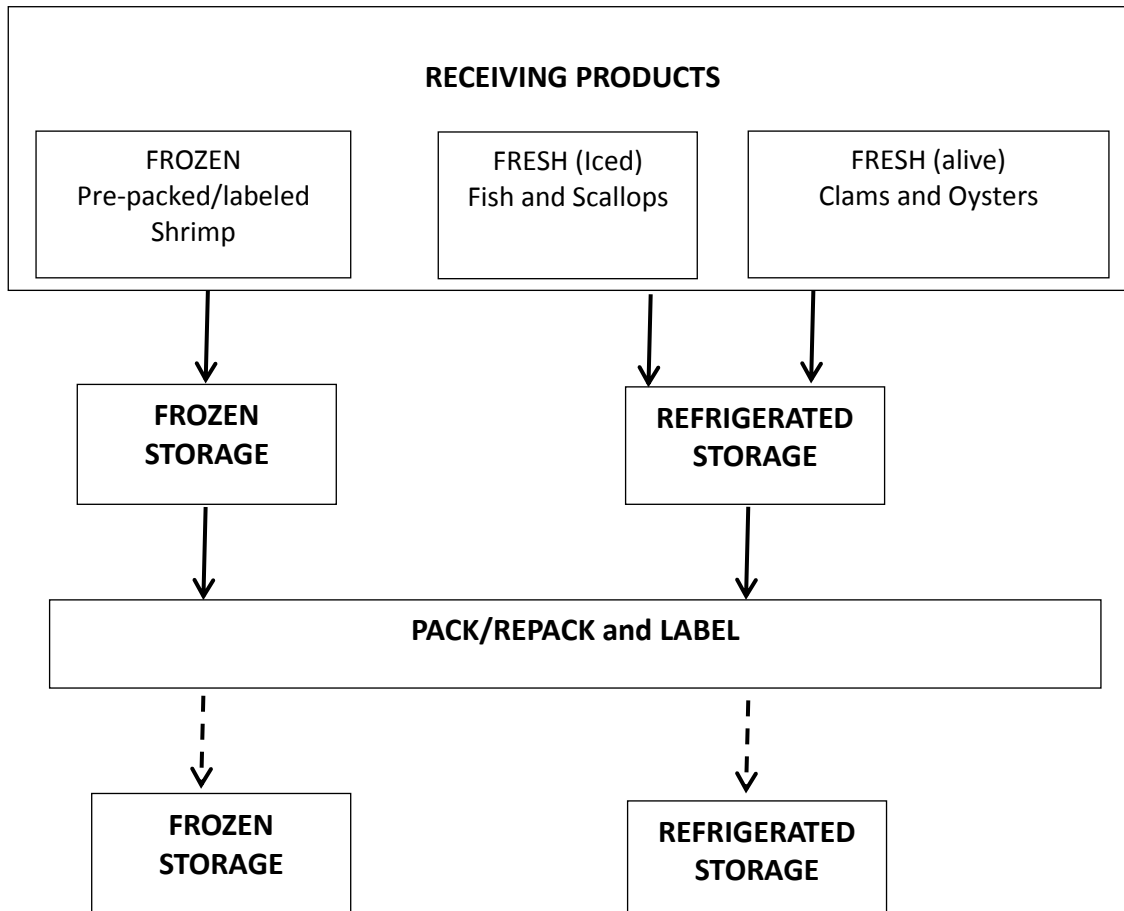 RECEIVING PRODUCTS
FROZEN
Pre-packed/labeled
Shrimp
FRESH (Iced)
Fish and Scallops
FRESH (alive)
Clams and Oysters
FROZEN
STORAGE
REFRIGERATED
STORAGE
PACK/REPACK and LABEL
FROZEN
STORAGE
REFRIGERATED
STORAGE